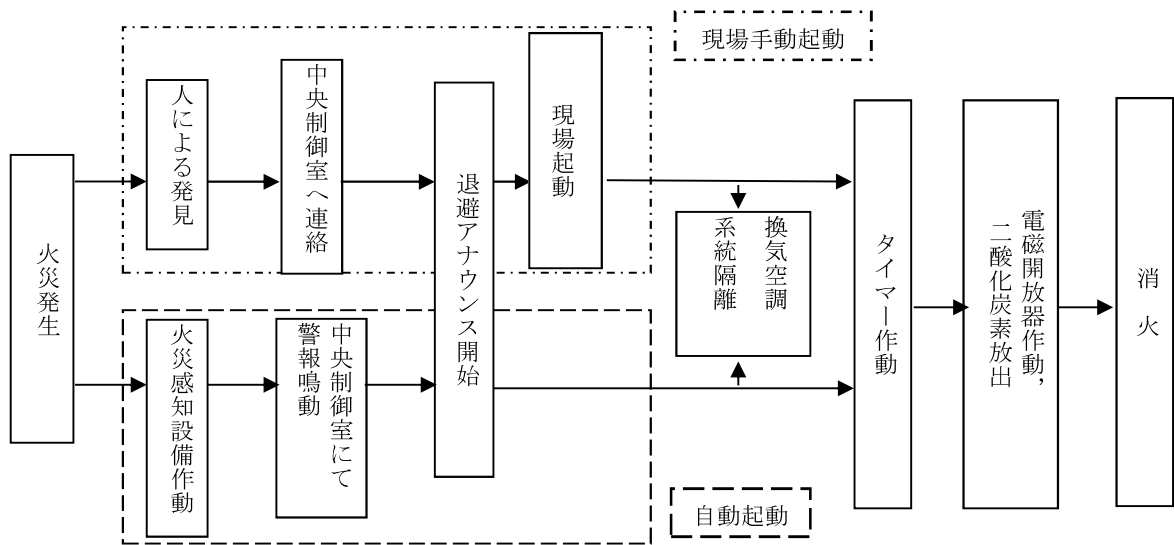 現場手動起動
火災発生
人による発見
中央制御室へ連絡
退避アナウンス開始
現場起動
換気空調
系統隔離
タイマー作動
電磁開放器作動,
二酸化炭素放出
消火
火災感知設備作動
中央制御室にて
警報鳴動
自動起動